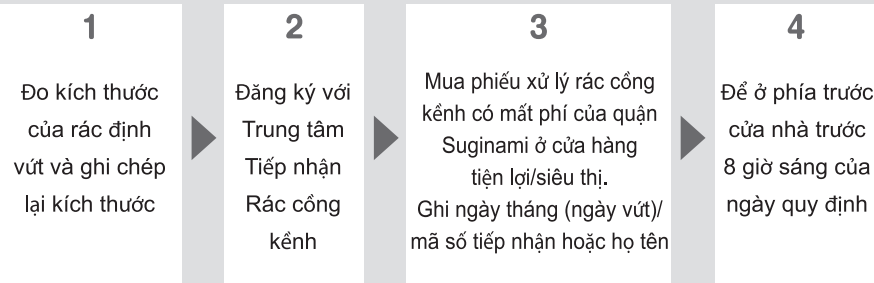 1
Đo kích thước
của rác định
vứt và ghi chép
lại kích thước
2
Đăng ký với
Trung tâm
Tiếp nhận
Rác cồng
kềnh
3
Mua phiếu xử lý rác cồng
kềnh có mất phí của quận
Suginami ở cửa hàng
tiện lợi/siêu thị.
Ghi ngày tháng (ngày vứt)/
mã số tiếp nhận hoặc họ tên
4
Để ở phía trước
cửa nhà trước
8 giờ sáng của
ngày quy định